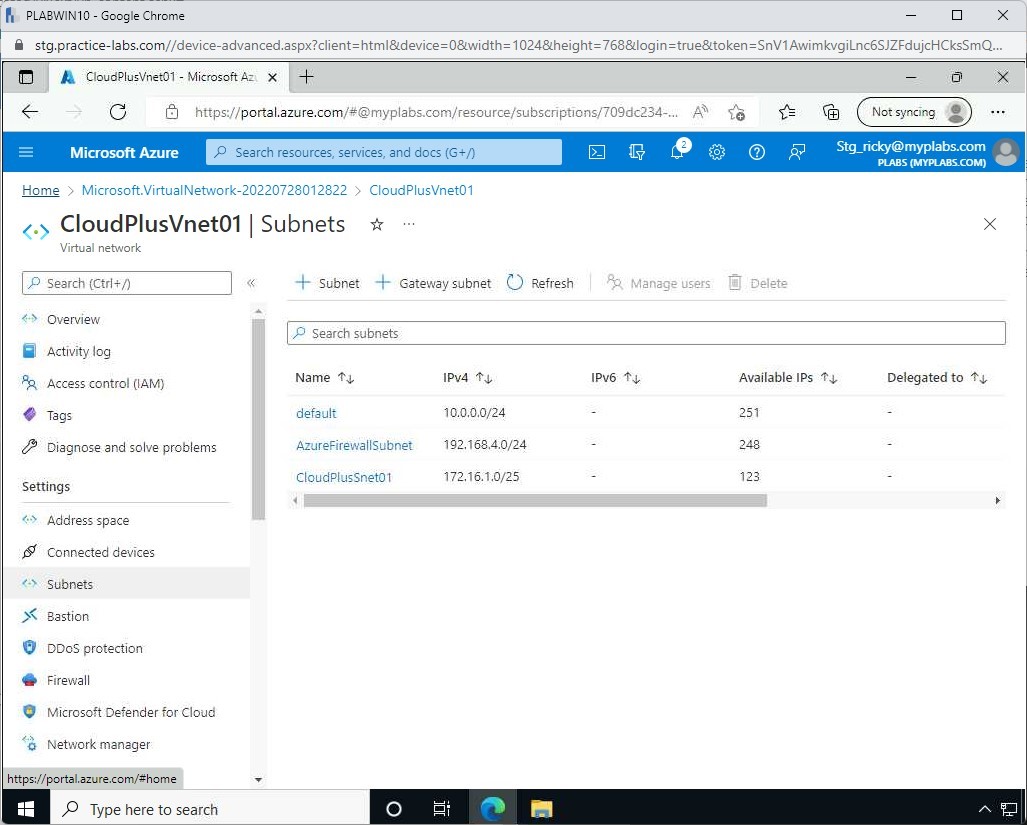 PLABWIN10 - Google Chrome
stg.practice-labs.com//device-advanced.aspx?client=html&device=0&width=1024&height=768&login=true&token=SnV1AwimkvgiLnc6SJZFdujcHCksSmQ...
CloudPlusVnet01 - Microsoft Az
https://portal.azure.com/#@myplabs.com/resource/subscriptions/709dc234-...
Not syncing
Microsoft Azure
Search resources, services, and docs (G+/)
2
Stg_ricky@myplabs.com
PLABS (MYPLABS.COM)
Home > Microsoft.VirtualNetwork-20220728012822 > CloudPlusVnet01
CloudPlusVnet01 | Subnets
Virtual network
Search (Ctrl+/)
Subnet
Gateway subnet
Refresh
Manage users
Delete
Overview
Activity log
Access control (IAM)
Tags
Diagnose and solve problems
Settings
Address space
Connected devices
Subnets
Bastion
DDoS protection
Firewall
Microsoft Defender for Cloud
Network manager
Search subnets
Name IPv4 IPv6 Available IPs Delegated to
default 10.0.0.0/24 - 251 -
AzureFirewallSubnet 192.168.4.0/24 - 248 -
CloudPlusSnet01 172.16.1.0/25 - 123 -
https://portal.azure.com/#home
Type here to search